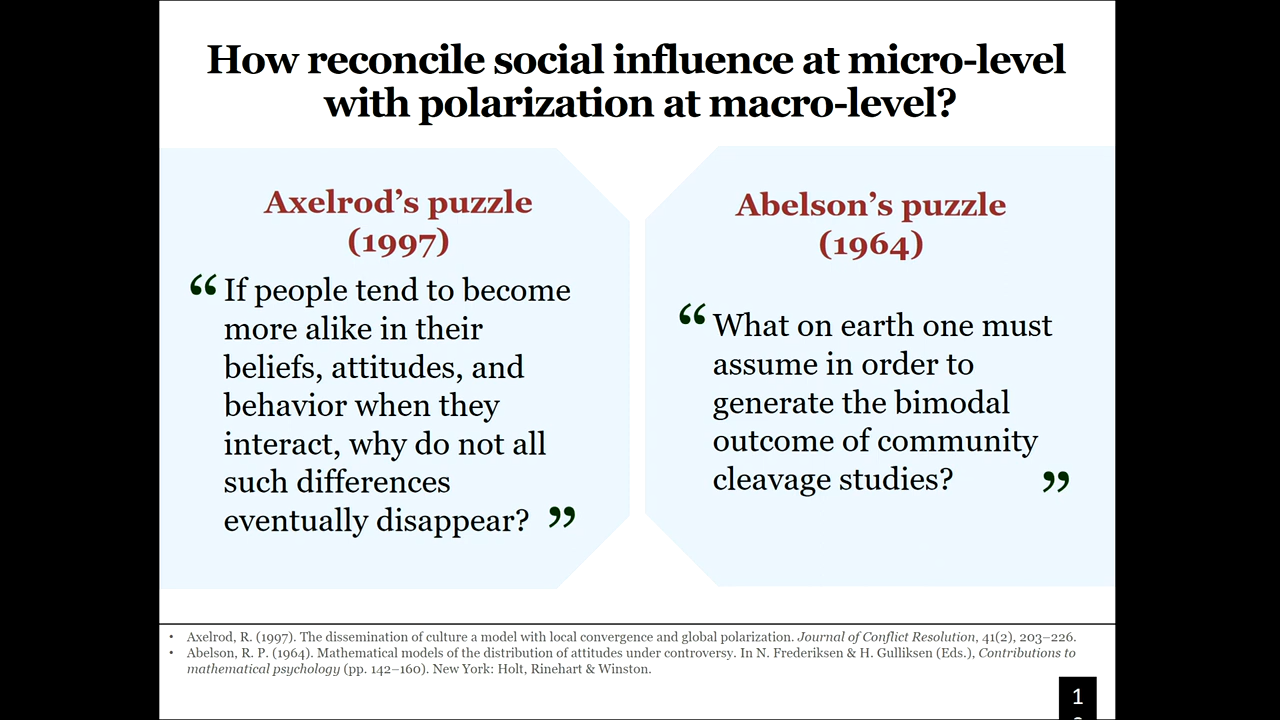 How reconcile social influence at micro-level
with polarization at macro-level?
Axelrod’s puzzle
(1997)
“ If people tend to become
more alike in their
beliefs, attitudes, and
behavior when they
interact, why do not all
such differences
eventually disappear? ”
Abelson’s puzzle
(1964)
“ What on earth one must
assume in order to
generate the bimodal
outcome of community
cleavage studies? ”
• Axelrod, R. (1997). The dissemination of culture a model with local convergence and global polarization. Journal of Conflict Resolution, 41(2), 203–226.
• Abelson, R. P. (1964). Mathematical models of the distribution of attitudes under controversy. In N. Frederiksen & H. Gulliksen (Eds.), Contributions to
mathematical psychology (pp. 142–160). New York: Holt, Rinehart & Winston.
1